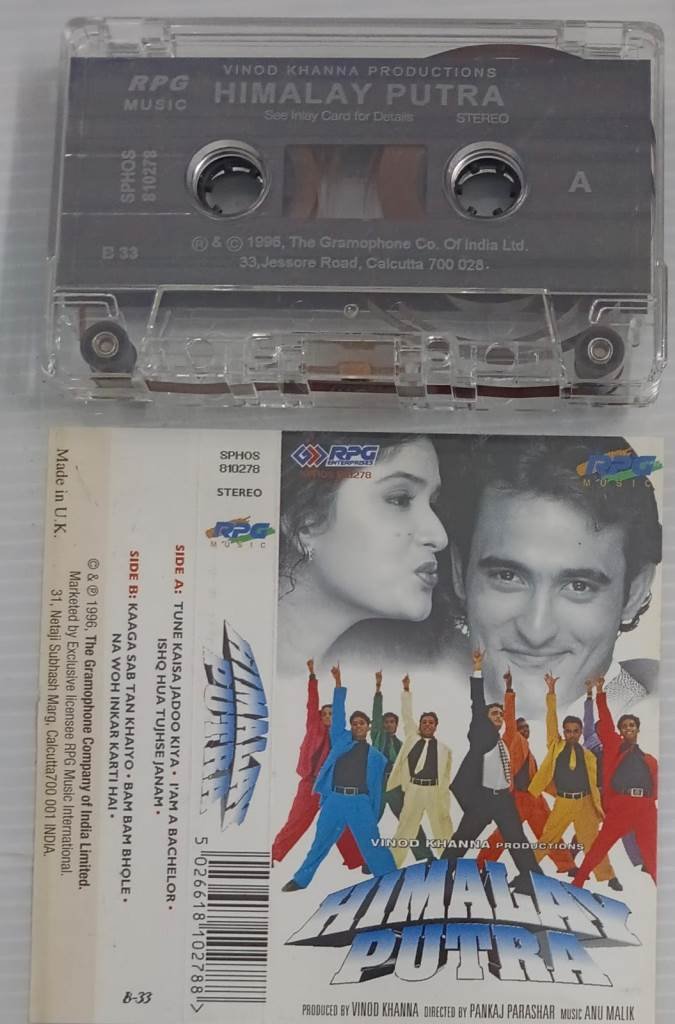 VINOD KHANNA PRODUCTIONS
RPG
MUSIC
HIMALAY PUTRA
See Inlay Card for Details
STEREO
SPHOS
810278
A
B 33
℗ & © 1996, The Gramophone Co. Of India Ltd.
33,Jessore Road, Calcutta 700 028.
Made in U.K.
© & ℗ 1996, The Gramophone Company of India Limited.
Marketed by Exclusive licensee RPG Music International.
31, Netaji Subhash Marg, Calcutta700 001 INDIA.
SIDE A: TUNE KAISA JADOO KIYA • I'AM A BACHELOR •
ISHQ HUA TUJHSE JANAM •
SIDE B: KAAGA SAB TAN KHAIYO • BAM BAM BHOLE •
NA WOH INKAR KARTI HAI •
B-33
SPHOS
810278
STEREO
RPG
MUSIC
HIMALAY
PUTRA
5 026618 102788 >
RPG
ENTERPRISES
SPHOS 810278
RPG
MUSIC
VINOD KHANNA PRODUCTIONS
HIMALAY
PUTRA
PRODUCED BY VINOD KHANNA DIRECTED BY PANKAJ PARASHAR MUSIC ANU MALIK